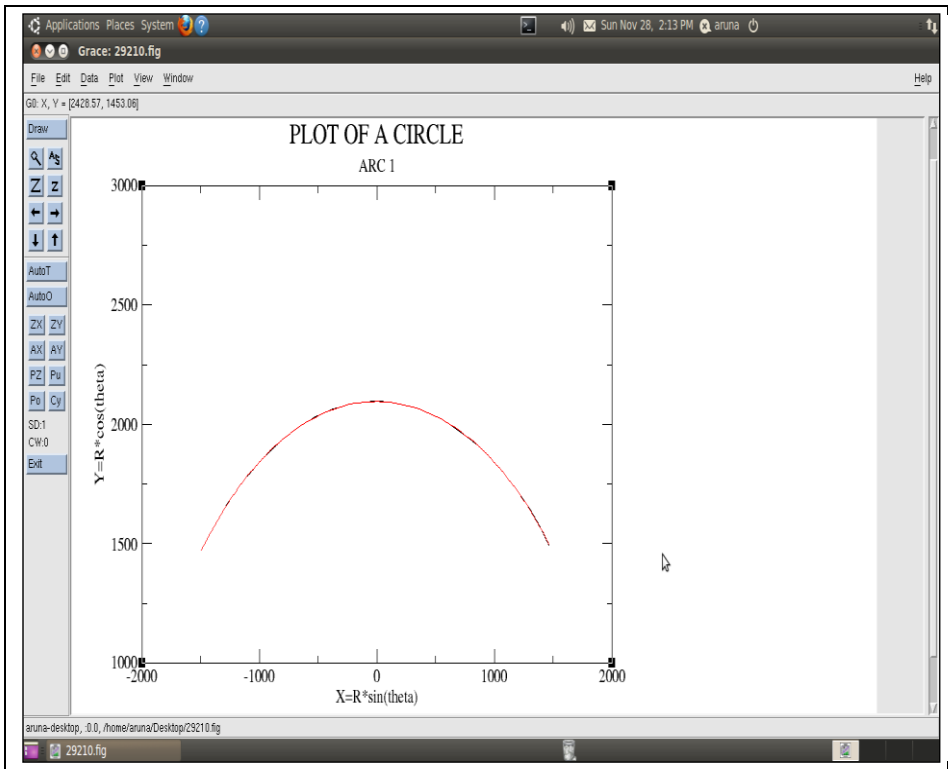 Applications Places System ? Sun Nov 28, 2:13 PM aruna
Grace: 29210.fig
File Edit Data Plot View Window Help
G0: X, Y = [2428.57, 1453.06]
Draw
AS
Z z
AutoT
AutoO
ZX ZY
AX AY
PZ Pu
Po Cy
SD:1
CW:0
Exit
PLOT OF A CIRCLE
ARC 1
3000
2500
2000
1500
1000
Y=R*cos(theta)
-2000 -1000 0 1000 2000
X=R*sin(theta)
aruna-desktop, :0.0, /home/aruna/Desktop/29210.fig
29210.fig